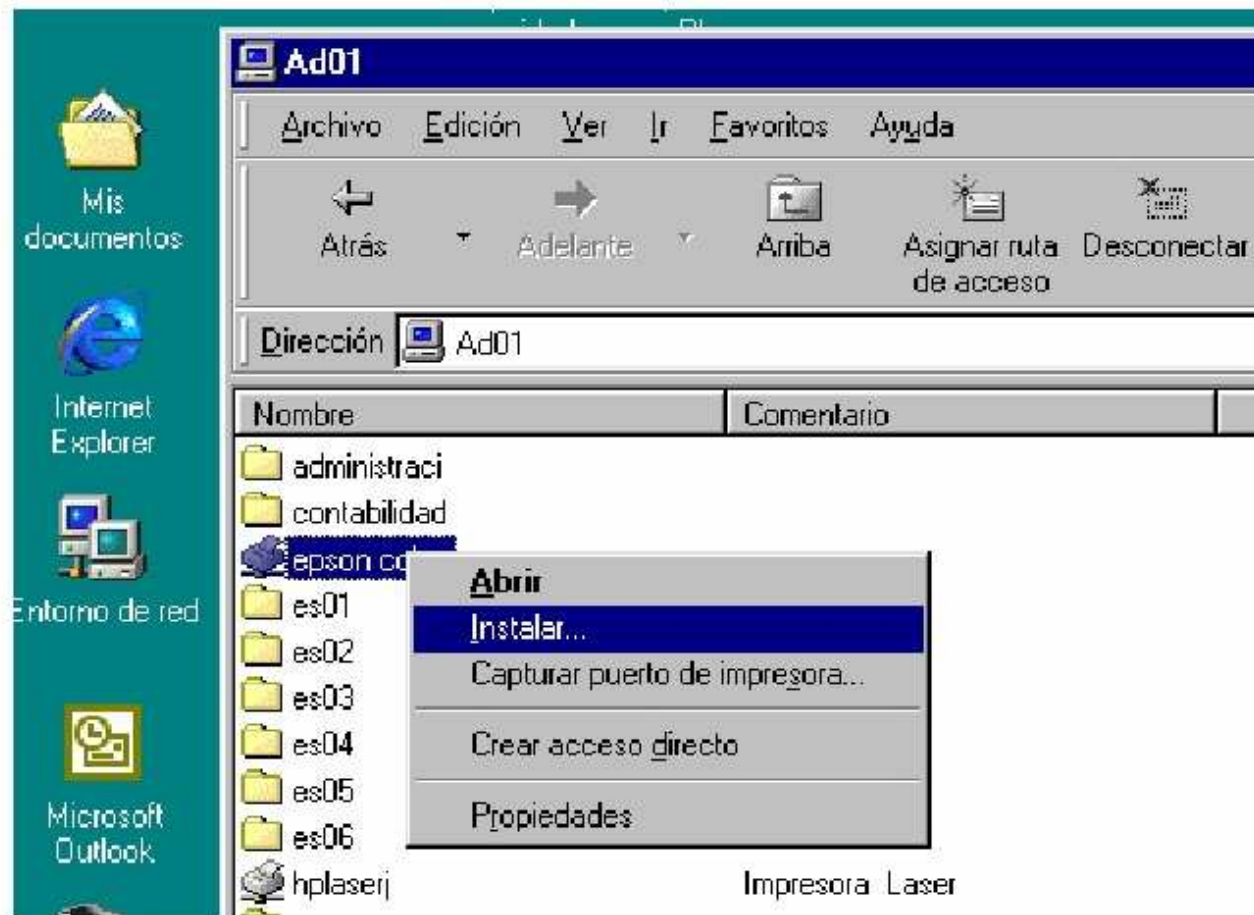 Ad01
Archivo Edición Ver Ir Favoritos Ayuda
Atrás Adelante Arriba Asignar ruta de acceso Desconectar
Dirección Ad01
Nombre Comentario
administraci
contabilidad
epson
es01
es02
es03
es04
es05
es06
hplaserj Impresora Laser
Abrir
Instalar...
Capturar puerto de impresora...
Crear acceso directo
Propiedades
Mis
documentos
Internet
Explorer
Entorno de red
Microsoft
Outlook